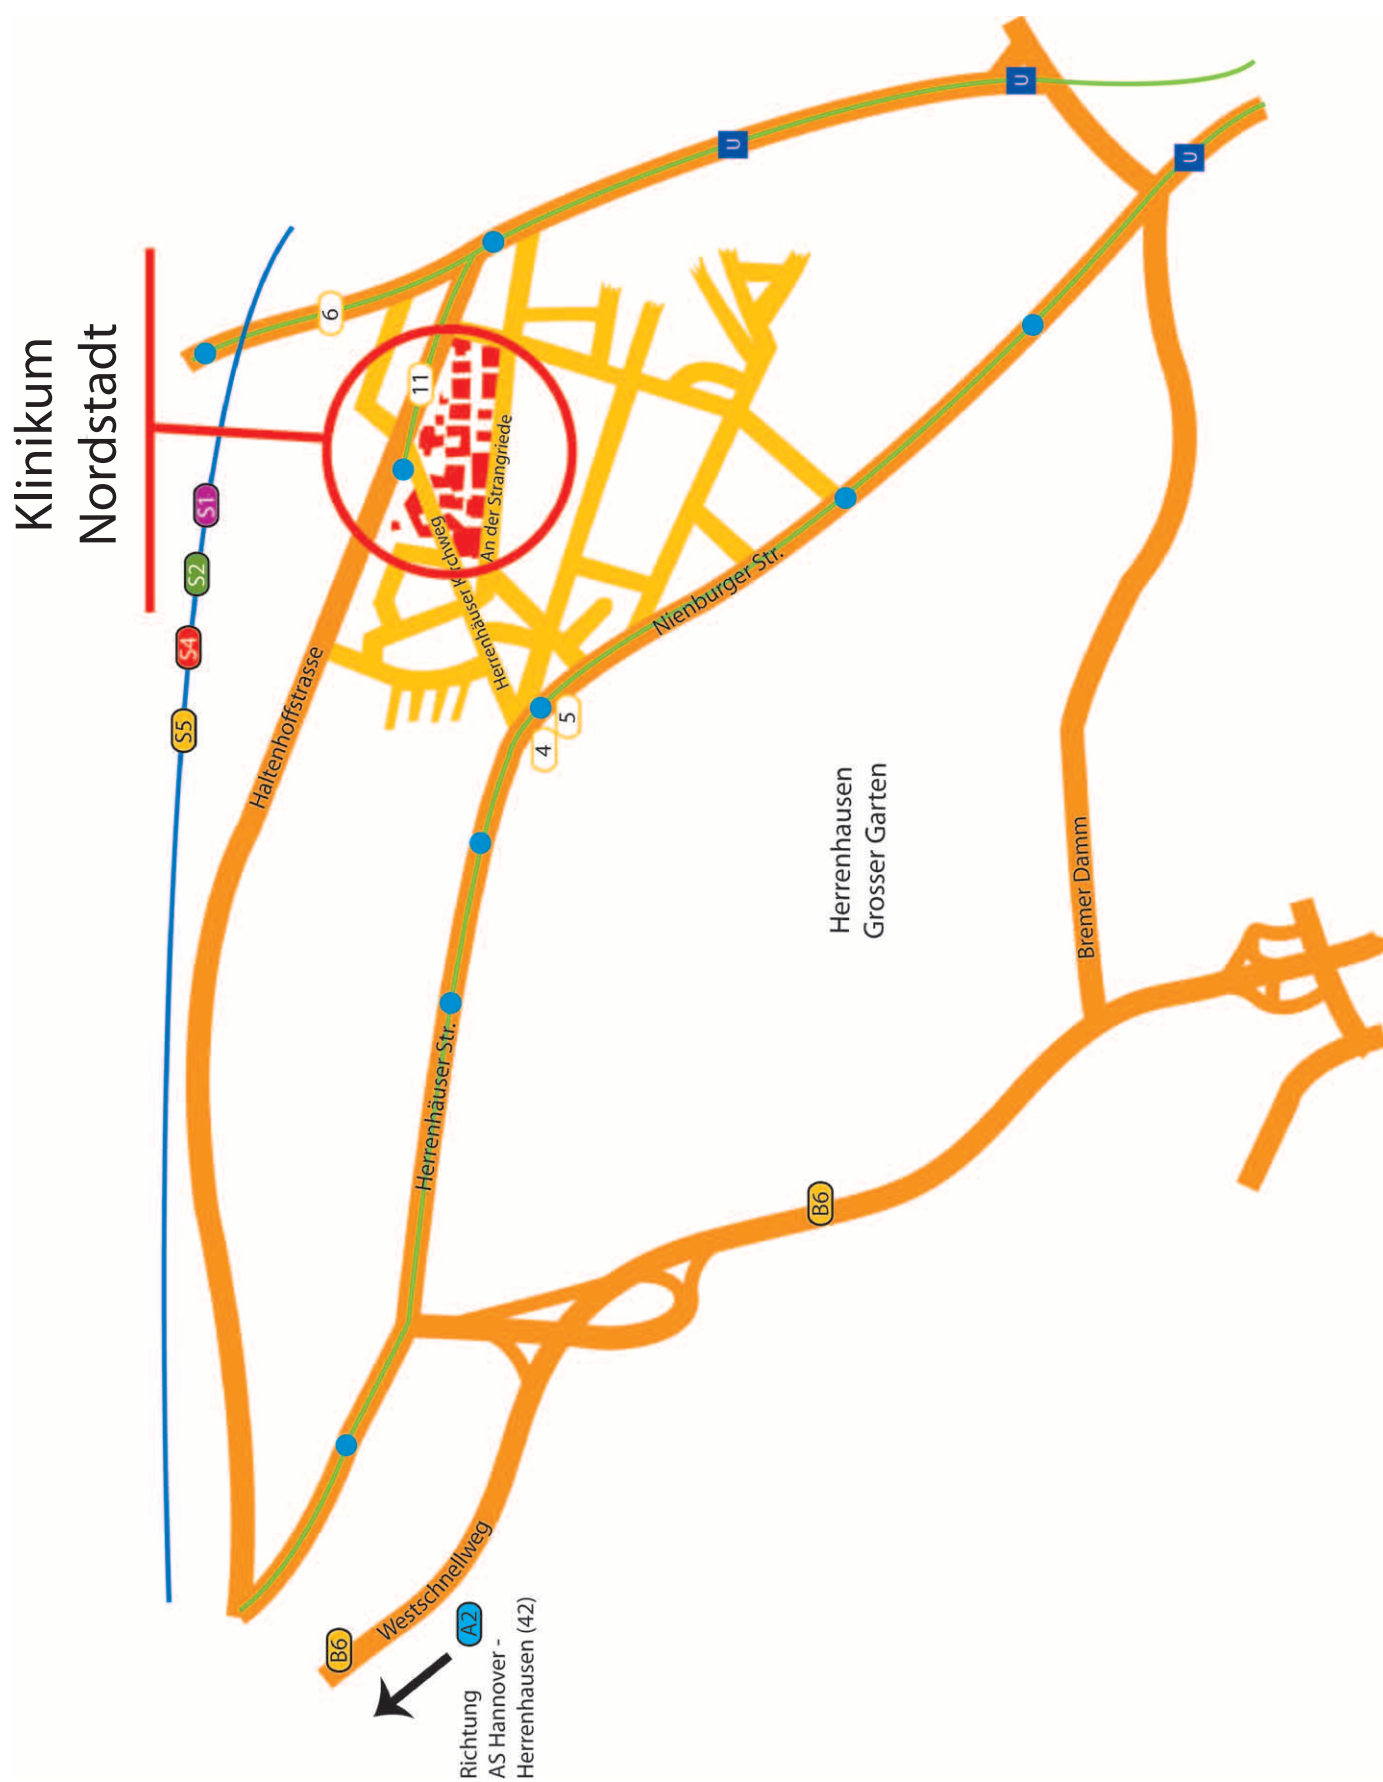 Klinikum
Nordstadt
S5
S4
S2
S1
6
11
Haltenhoffstrasse
Herrenhäuser Kirchweg
An der Strangriede
Nienburger Str.
4
5
Herrenhäuser Str.
Herrenhausen
Grosser Garten
Bremer Damm
U
U
U
B6
B6
Westschnellweg
A2
Richtung
AS Hannover -
Herrenhausen (42)